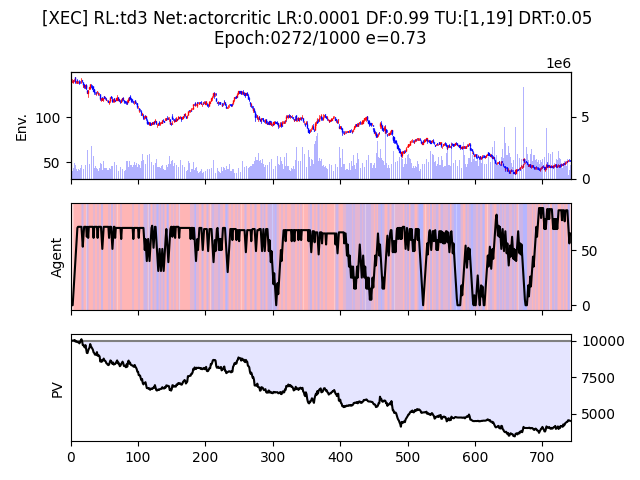 [XEC] RL:td3 Net:actorcritic LR:0.0001 DF:0.99 TU:[1,19] DRT:0.05
Epoch:0272/1000 e=0.73
1e6
Env.
100
50
5
0
Agent
50
0
PV
10000
7500
5000
0 100 200 300 400 500 600 700